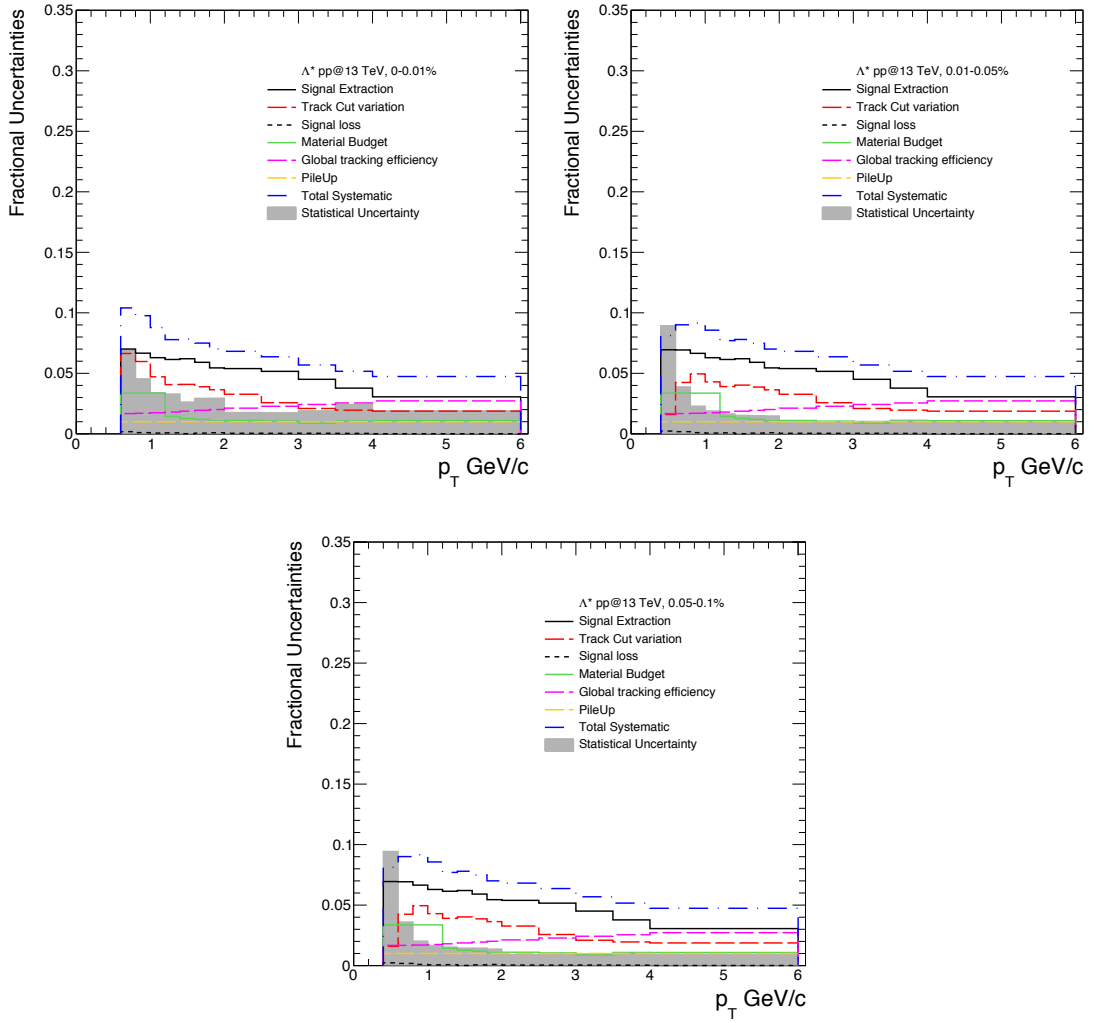 Fractional Uncertainties
0.35
0.3
0.25
0.2
0.15
0.1
0.05
0
Λ* pp@13 TeV, 0-0.01%
Signal Extraction
Track Cut variation
Signal loss
Material Budget
Global tracking efficiency
PileUp
Total Systematic
Statistical Uncertainty
0 1 2 3 4 5 6
p_T GeV/c
Fractional Uncertainties
0.35
0.3
0.25
0.2
0.15
0.1
0.05
0
Λ* pp@13 TeV, 0.01-0.05%
Signal Extraction
Track Cut variation
Signal loss
Material Budget
Global tracking efficiency
PileUp
Total Systematic
Statistical Uncertainty
0 1 2 3 4 5 6
p_T GeV/c
Fractional Uncertainties
0.35
0.3
0.25
0.2
0.15
0.1
0.05
0
Λ* pp@13 TeV, 0.05-0.1%
Signal Extraction
Track Cut variation
Signal loss
Material Budget
Global tracking efficiency
PileUp
Total Systematic
Statistical Uncertainty
0 1 2 3 4 5 6
p_T GeV/c